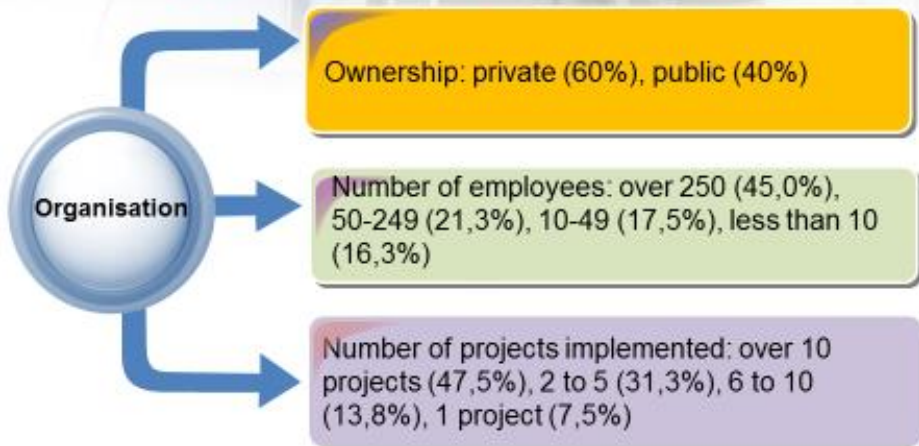 Ownership: private (60%), public (40%)
Organisation
Number of employees: over 250 (45,0%),
50-249 (21,3%), 10-49 (17,5%), less than 10
(16,3%)
Number of projects implemented: over 10
projects (47,5%), 2 to 5 (31,3%), 6 to 10
(13,8%), 1 project (7,5%)